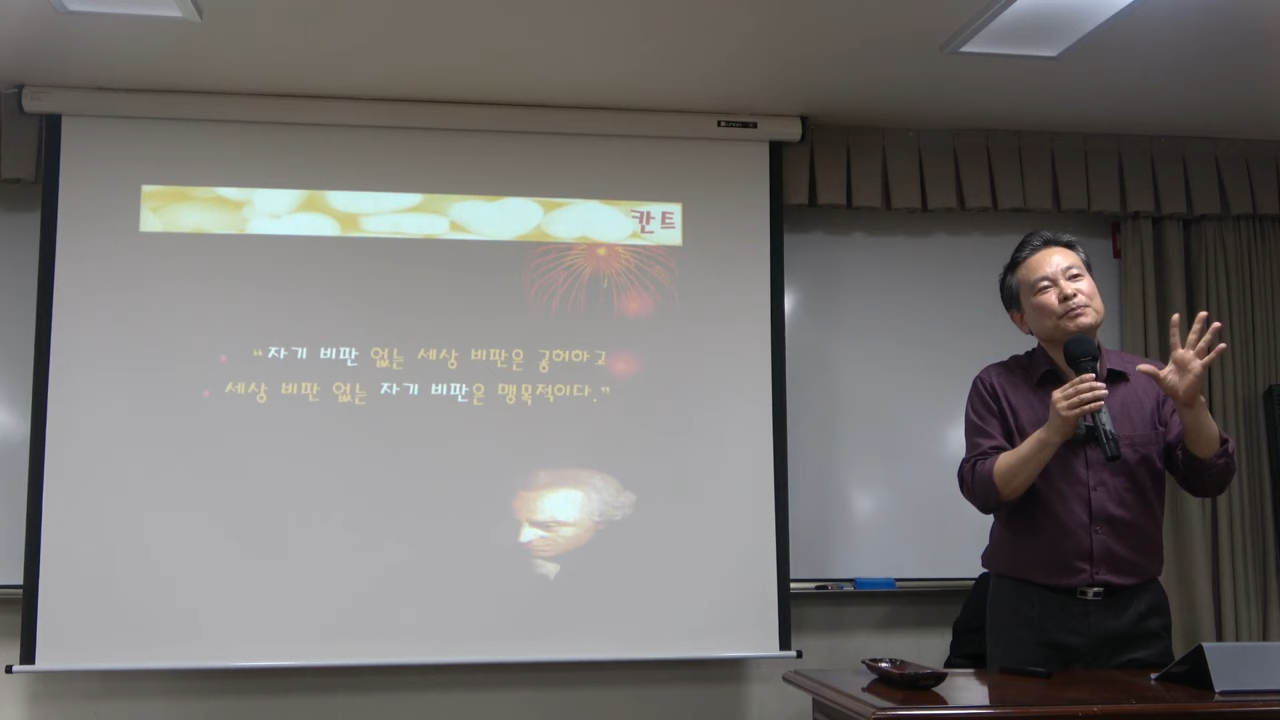 칸트
“자기 비판 없는 세상 비판은 공허하고
세상 비판 없는 자기 비판은 맹목적이다.”